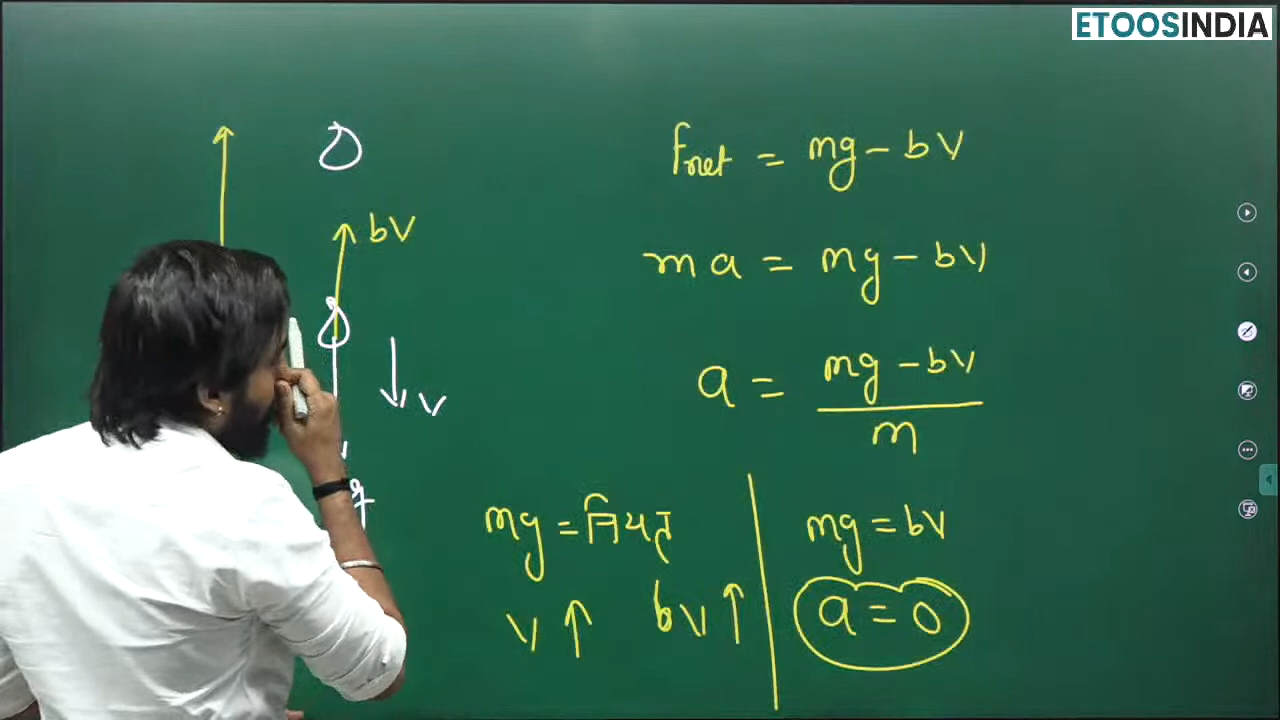 ETOOSINDIA
Fnet = mg - bv
bv
ma = mg - bv
a = mg - bv / m
v
mg = नियत
mg = bv
v ↑ bv ↑
a = 0